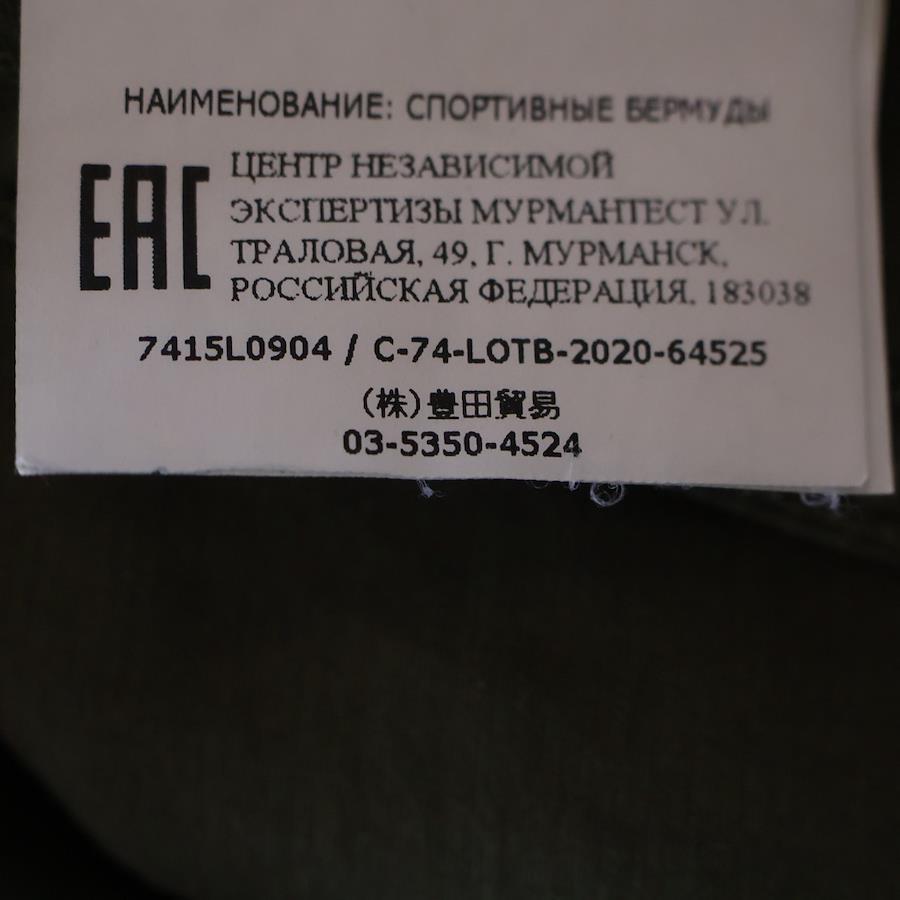 НАИМЕНОВАНИЕ: СПОРТИВНЫЕ БЕРМУДЫ
EAC
ЦЕНТР НЕЗАВИСИМОЙ
ЭКСПЕРТИЗЫ МУРМАНТЕСТ УЛ.
ТРАЛОВАЯ, 49, Г. МУРМАНСК,
РОССИЙСКАЯ ФЕДЕРАЦИЯ, 183038
7415L0904 / C-74-LOTB-2020-64525
(株)豊田貿易
03-5350-4524